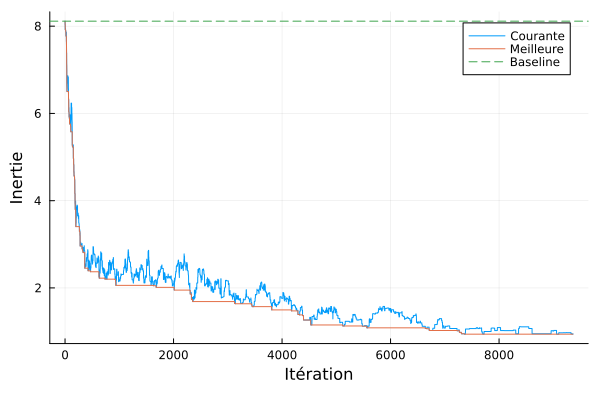 8
6
4
2
Inertie
Courante
Meilleure
Baseline
0 2000 4000 6000 8000
Itération